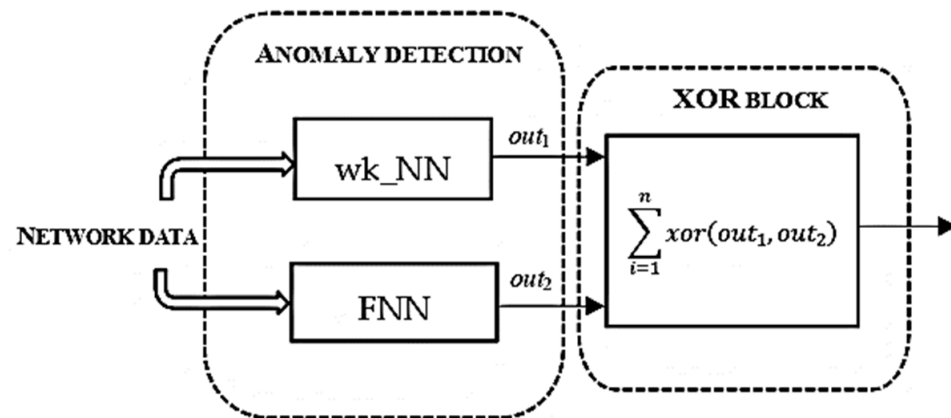 ANOMALY DETECTION
XOR BLOCK
wk_NN
out₁
NETWORK DATA
FNN
out₂
n
∑ xor(out₁, out₂)
i=1